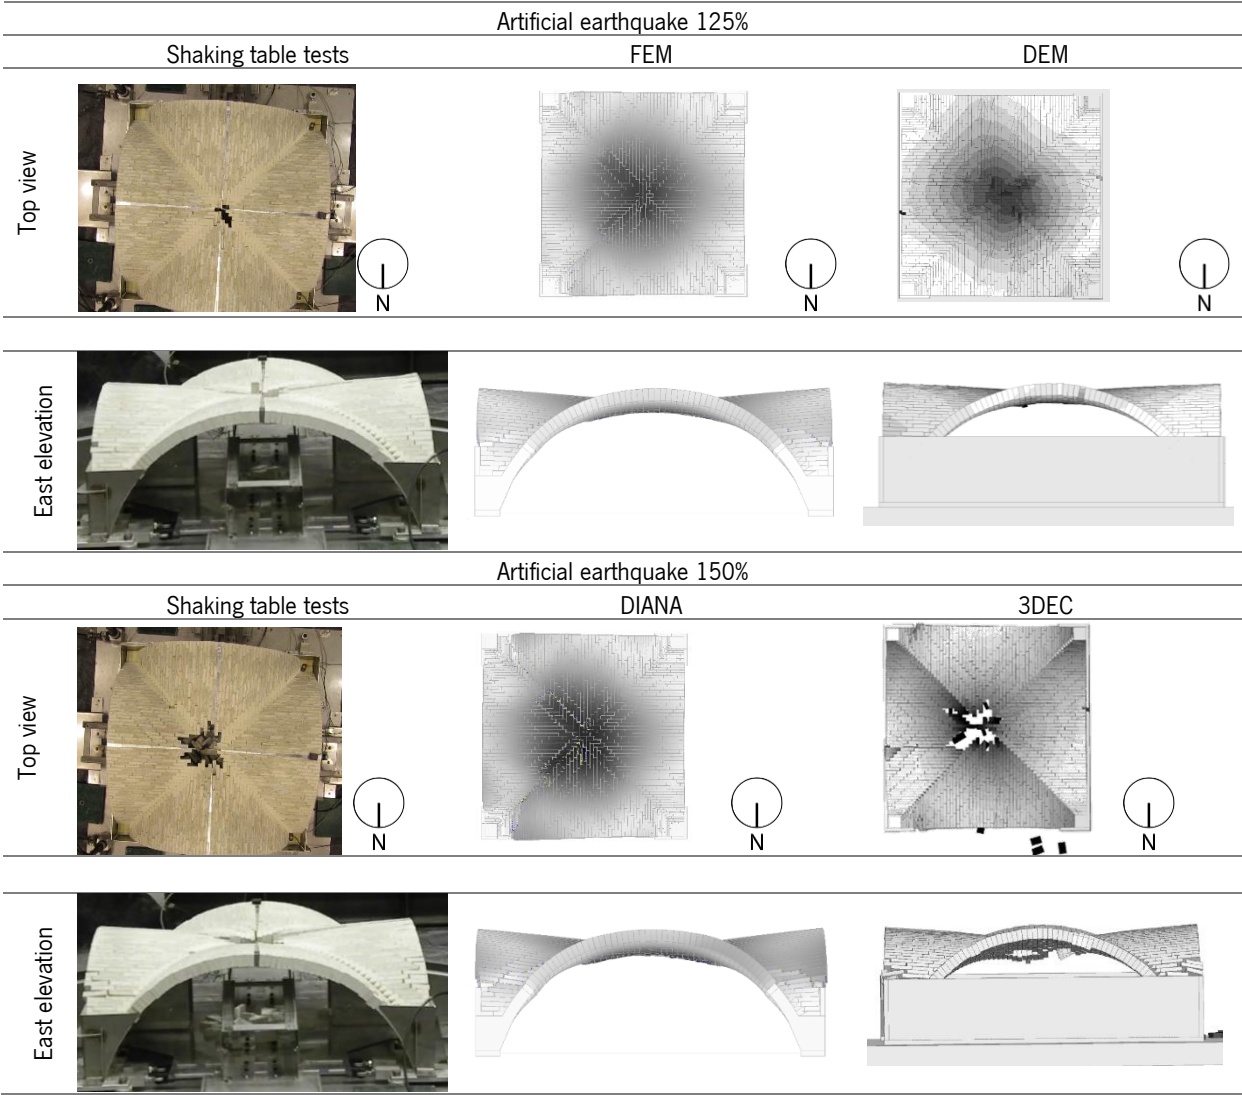 Artificial earthquake 125%
Shaking table tests FEM DEM
Top view
N N N
East elevation
Artificial earthquake 150%
Shaking table tests DIANA 3DEC
Top view
N N N
East elevation